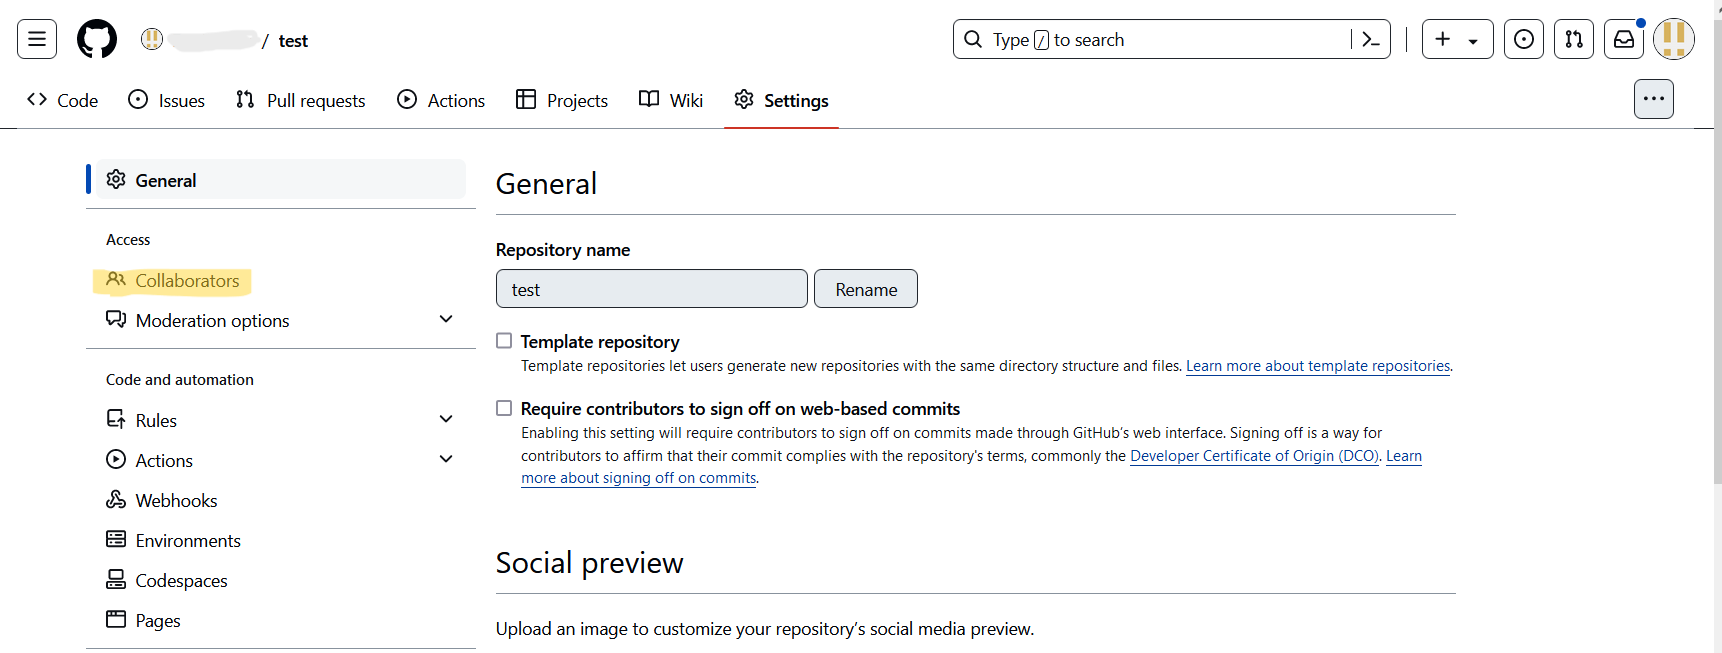 / test
Type / to search
Code
Issues
Pull requests
Actions
Projects
Wiki
Settings
General
Access
Collaborators
Moderation options
Code and automation
Rules
Actions
Webhooks
Environments
Codespaces
Pages
General
Repository name
test
Rename
Template repository
Template repositories let users generate new repositories with the same directory structure and files. Learn more about template repositories.
Require contributors to sign off on web-based commits
Enabling this setting will require contributors to sign off on commits made through GitHub’s web interface. Signing off is a way for
contributors to affirm that their commit complies with the repository's terms, commonly the Developer Certificate of Origin (DCO). Learn
more about signing off on commits.
Social preview
Upload an image to customize your repository’s social media preview.